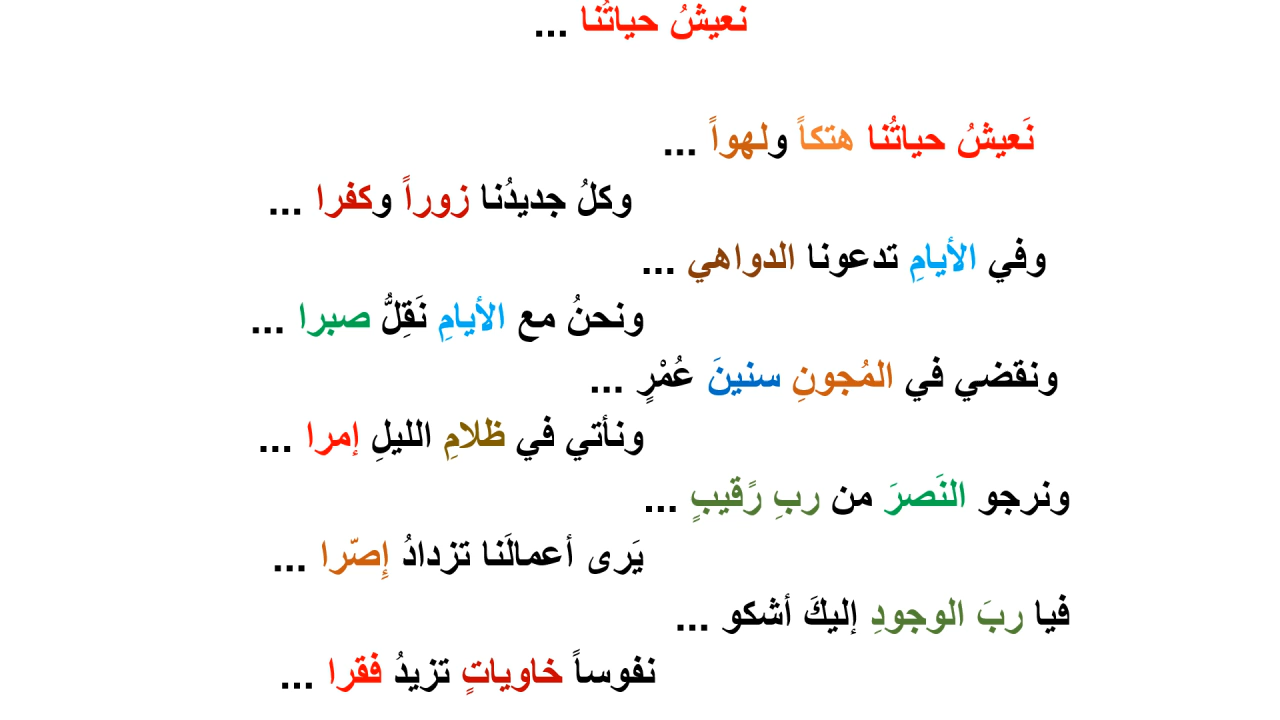 نعيشُ حياتُنا ...
نَعيشُ حياتُنا هتكاً ولهواً ...
وكلُ جديدُنا زوراً وكفرا ...
وفي الأيامِ تدعونا الدواهي ...
ونحنُ مع الأيامِ نَقِلُّ صبرا ...
ونقضي في المُجونِ سنينَ عُمْرٍ ...
ونأتي في ظلامِ الليلِ إمرا ...
ونرجو النَصرَ من ربِ رًقيبٍ ...
يَرى أعمالَنا تزدادُ إِصّرا ...
فيا ربَ الوجودِ إليكَ أشكو ...
نفوساً خاوياتٍ تزيدُ فقرا ...